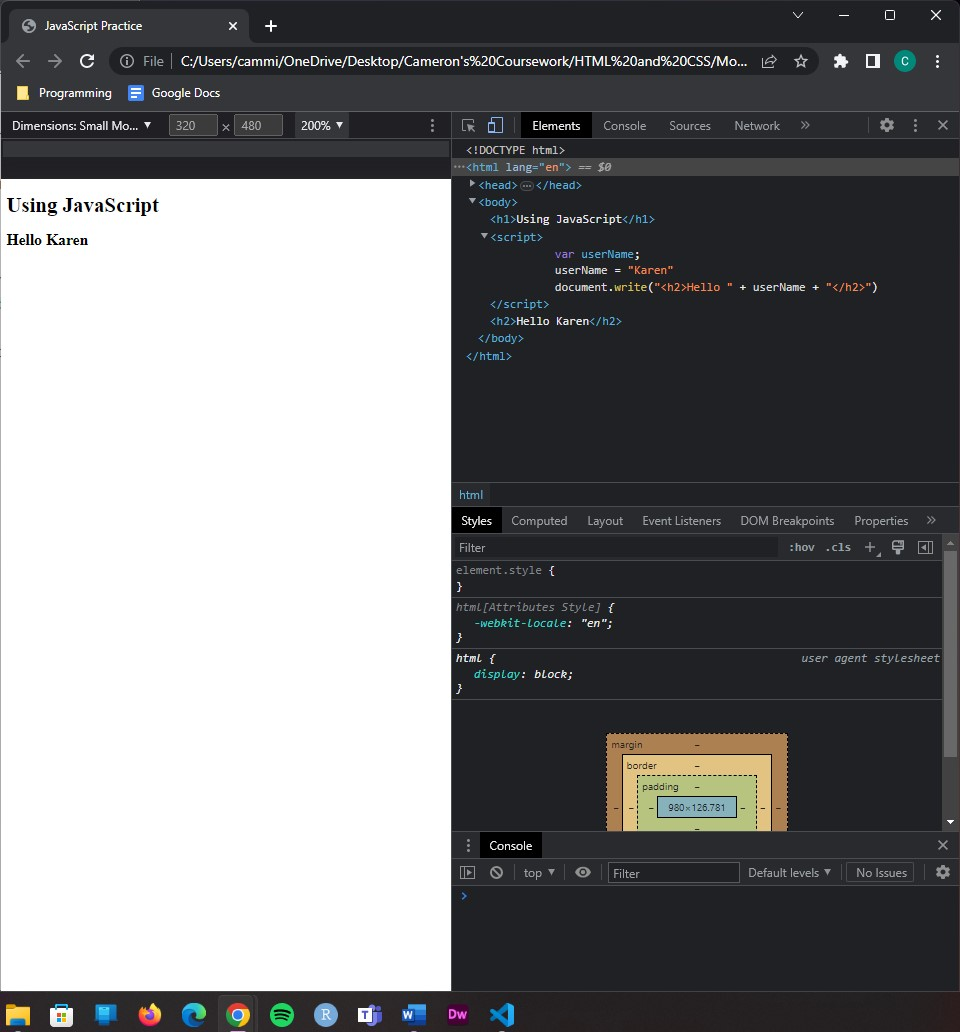 JavaScript Practice
File C:/Users/cammi/OneDrive/Desktop/Cameron's%20Coursework/HTML%20and%20CSS/Mo... C
Programming Google Docs
Dimensions: Small Mo... ▼ 320 × 480 200% ▼
Elements Console Sources Network »
Using JavaScript
Hello Karen
<!DOCTYPE html>
···<html lang="en"> == $0
▶<head>···</head>
▼<body>
<h1>Using JavaScript</h1>
▼<script>
var userName;
userName = "Karen"
document.write("<h2>Hello " + userName + "</h2>")
</script>
<h2>Hello Karen</h2>
</body>
</html>
html
Styles Computed Layout Event Listeners DOM Breakpoints Properties »
Filter :hov .cls +
element.style {
}
html[Attributes Style] {
-webkit-locale: "en";
}
html { user agent stylesheet
display: block;
}
margin –
border –
padding –
– – – 980×126.781 – – –
–
Console
top ▼ Filter Default levels ▼ No Issues
>
R T W Dw